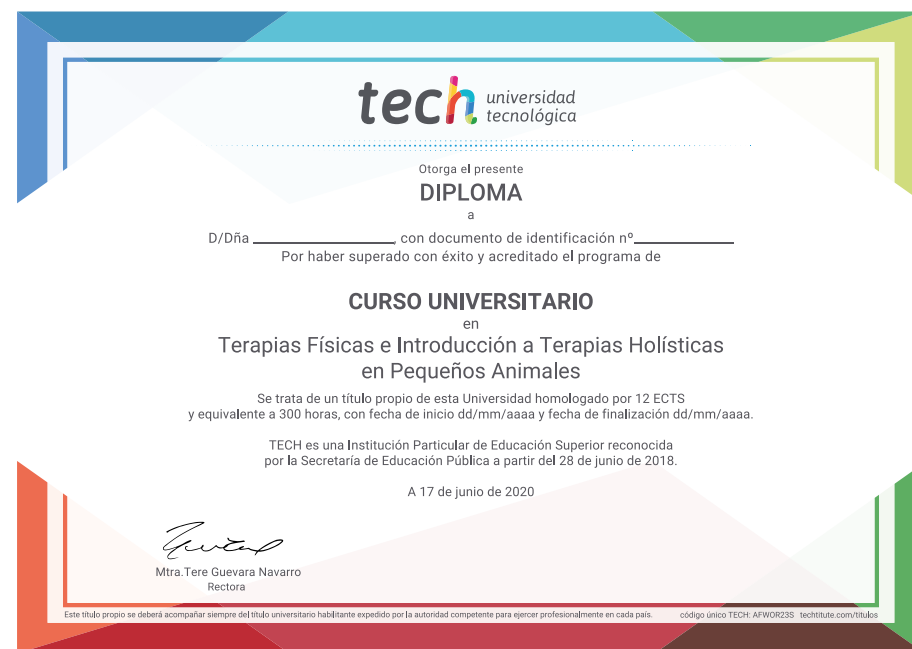 tech universidad
tecnológica
Otorga el presente
DIPLOMA
a
D/Dña ____________________, con documento de identificación nº______________
Por haber superado con éxito y acreditado el programa de
CURSO UNIVERSITARIO
en
Terapias Físicas e Introducción a Terapias Holísticas
en Pequeños Animales
Se trata de un título propio de esta Universidad homologado por 12 ECTS
y equivalente a 300 horas, con fecha de inicio dd/mm/aaaa y fecha de finalización dd/mm/aaaa.
TECH es una Institución Particular de Educación Superior reconocida
por la Secretaría de Educación Pública a partir del 28 de junio de 2018.
A 17 de junio de 2020
Mtra.Tere Guevara Navarro
Rectora
Este título propio se deberá acompañar siempre del título universitario habilitante expedido por la autoridad competente para ejercer profesionalmente en cada país. código único TECH: AFWOR23S techtitute.com/titulos